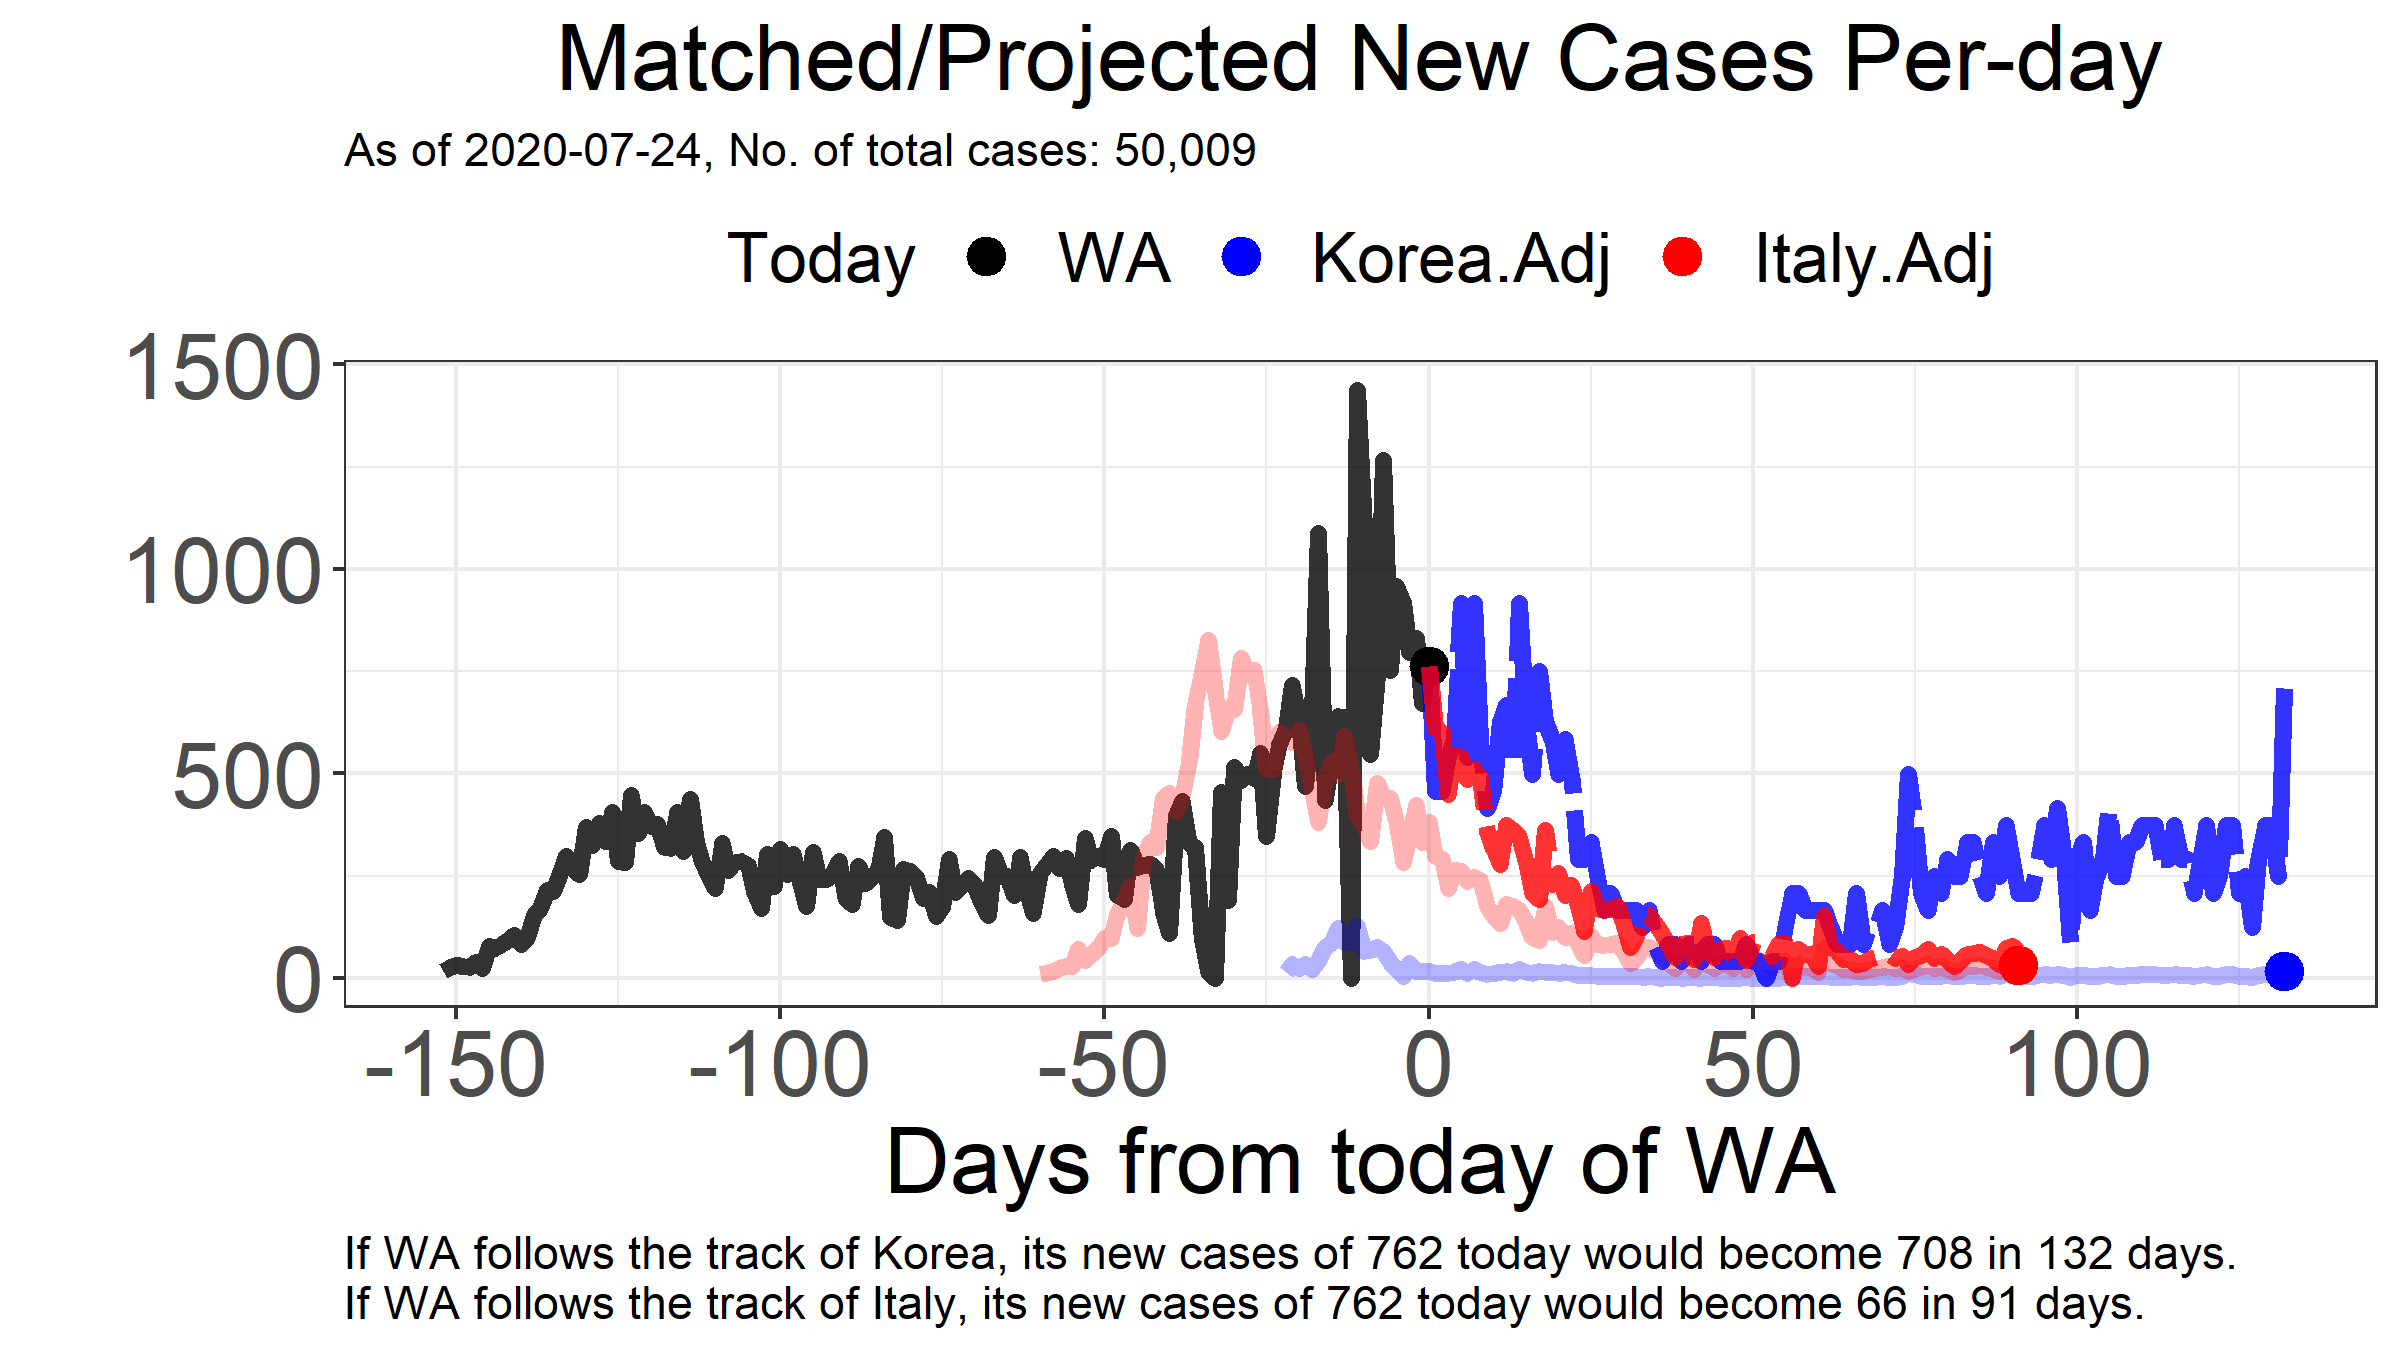 Matched/Projected New Cases Per-day
As of 2020-07-24, No. of total cases: 50,009
Today WA Korea.Adj Italy.Adj
1500
1000
500
0
-150 -100 -50 0 50 100
Days from today of WA
If WA follows the track of Korea, its new cases of 762 today would become 708 in 132 days.
If WA follows the track of Italy, its new cases of 762 today would become 66 in 91 days.